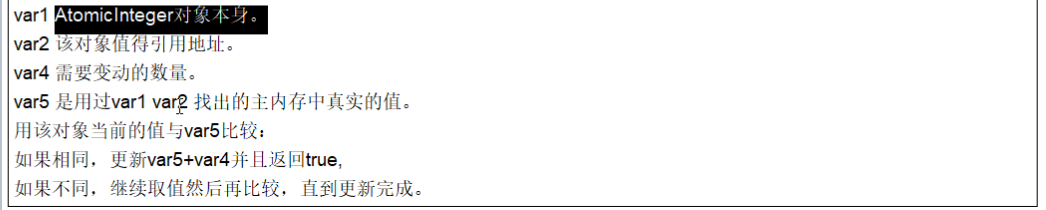 var1 AtomicInteger对象本身。
var2 该对象值得引用地址。
var4 需要变动的数量。
var5 是用过var1 var2 找出的主内存中真实的值。
用该对象当前的值与var5比较：
如果相同，更新var5+var4并且返回true,
如果不同，继续取值然后再比较，直到更新完成。